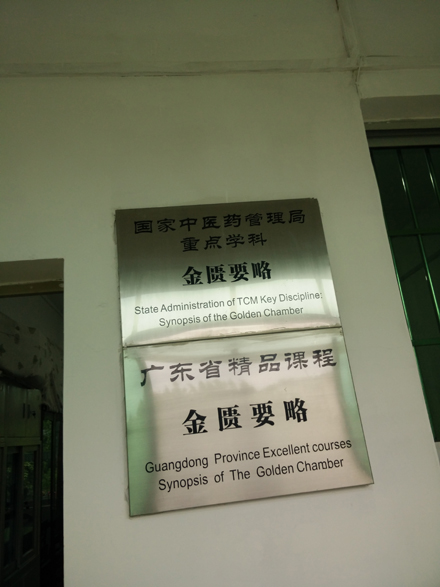 国家中医药管理局
重点学科
金匮要略
State Administration of TCM Key Discipline:
Synopsis of the Golden Chamber
广东省精品课程
金匮要略
Guangdong Province Excellent courses
Synopsis of The Golden Chamber